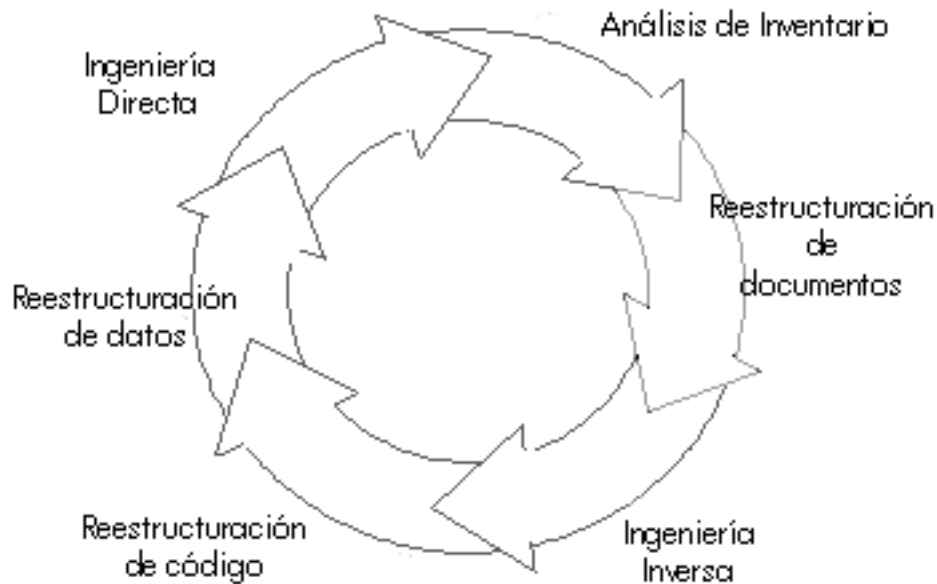 Análisis de Inventario
Ingeniería
Directa
Reestructuración
de
documentos
Reestructuración
de datos
Reestructuración
de código
Ingeniería
Inversa